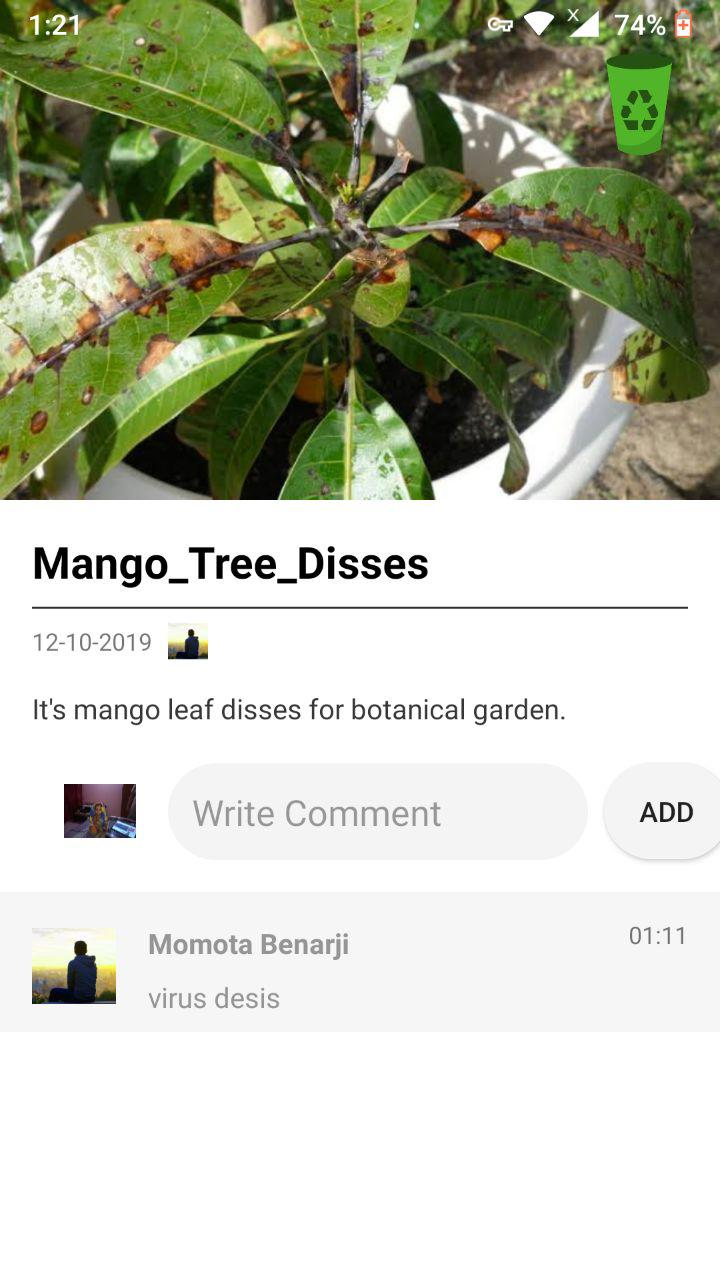 1:21
74%
Mango_Tree_Disses
12-10-2019
It's mango leaf disses for botanical garden.
Write Comment
ADD
Momota Benarji
01:11
virus desis